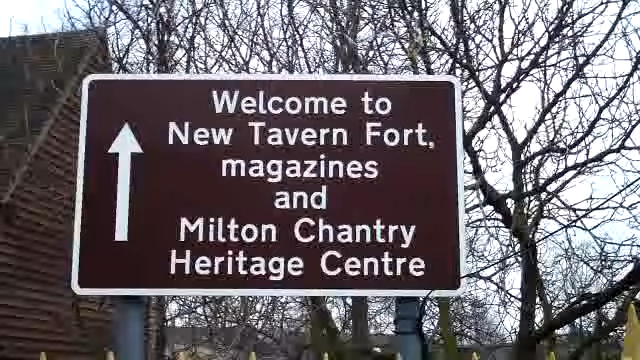 Welcome to
New Tavern Fort,
magazines
and
Milton Chantry
Heritage Centre